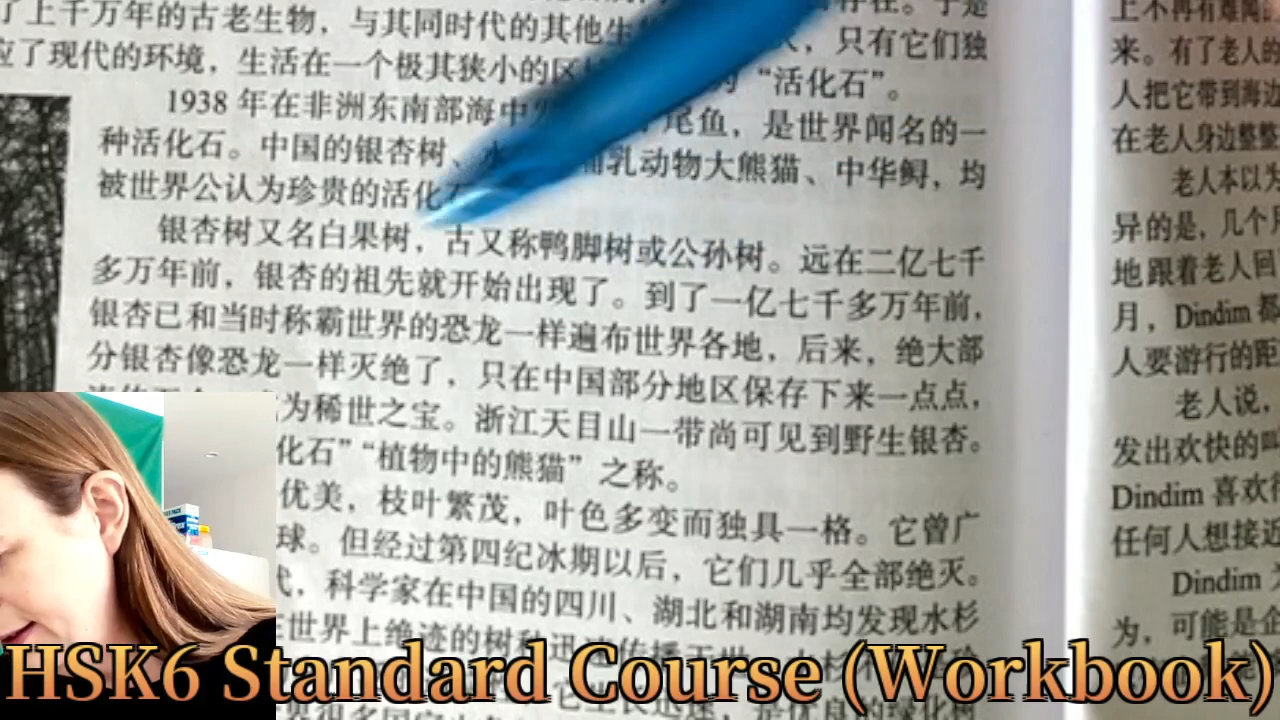 了上千万年的古老生物，与其同时代的其他生
，只有它们独
应了现代的环境，生活在一个极其狭小的区
“活化石”。
1938 年在非洲东南部海中
尾鱼，是世界闻名的一
种活化石。中国的银杏树、水
哺乳动物大熊猫、中华鲟，均
被世界公认为珍贵的活化
银杏树又名白果树，古又称鸭脚树或公孙树。远在二亿七千
多万年前，银杏的祖先就开始出现了。到了一亿七千多万年前，
银杏已和当时称霸世界的恐龙一样遍布世界各地，后来，绝大部
分银杏像恐龙一样灭绝了，只在中国部分地区保存下来一点点，
为稀世之宝。浙江天目山一带尚可见到野生银杏。
化石”“植物中的熊猫”之称。
优美，枝叶繁茂，叶色多变而独具一格。它曾广
球。但经过第四纪冰期以后，它们几乎全部绝灭。
，科学家在中国的四川、湖北和湖南均发现水杉
世界上绝迹的树种迅速传播
来。有了老人的
人把它带到海边
在老人身边整整
老人本以为
异的是，几个月
地跟着老人回
月，Dindim 都
人要游行的距
老人说，
发出欢快的
Dindim 喜欢
任何人想接近
Dindim
为，可能是企
HSK6 Standard Course (Workbook)